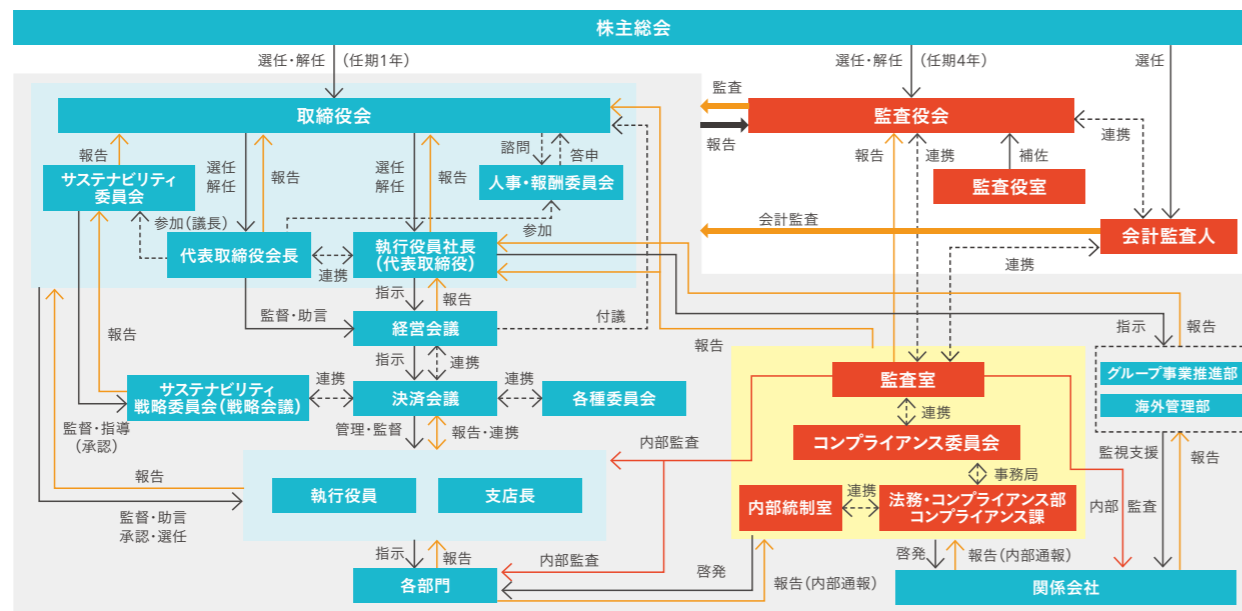 株主総会
選任・解任 (任期1年)
選任・解任 (任期4年)
選任
監査
取締役会
監査役会
報告
連携
報告
選任
解任
報告
選任
解任
報告
諮問
答申
報告
連携
補佐
サステナビリティ
委員会
人事・報酬委員会
監査役室
参加(議長)
参加
会計監査
代表取締役会長
連携
執行役員社長
(代表取締役)
会計監査人
連携
指示
報告
監督・助言
経営会議
付議
指示
報告
報告
指示
連携
報告
監査室
グループ事業推進部
海外管理部
サステナビリティ
戦略委員会(戦略会議)
連携
決済会議
連携
各種委員会
連携
コンプライアンス委員会
監督・指導
(承認)
管理・監督
報告・連携
内部監査
監視支援
報告
事務局
報告
執行役員
支店長
内部統制室
連携
法務・コンプライアンス部
コンプライアンス課
内部 監査
監督・助言
承認・選任
指示
報告
内部監査
啓発
報告(内部通報)
啓発
報告(内部通報)
各部門
関係会社